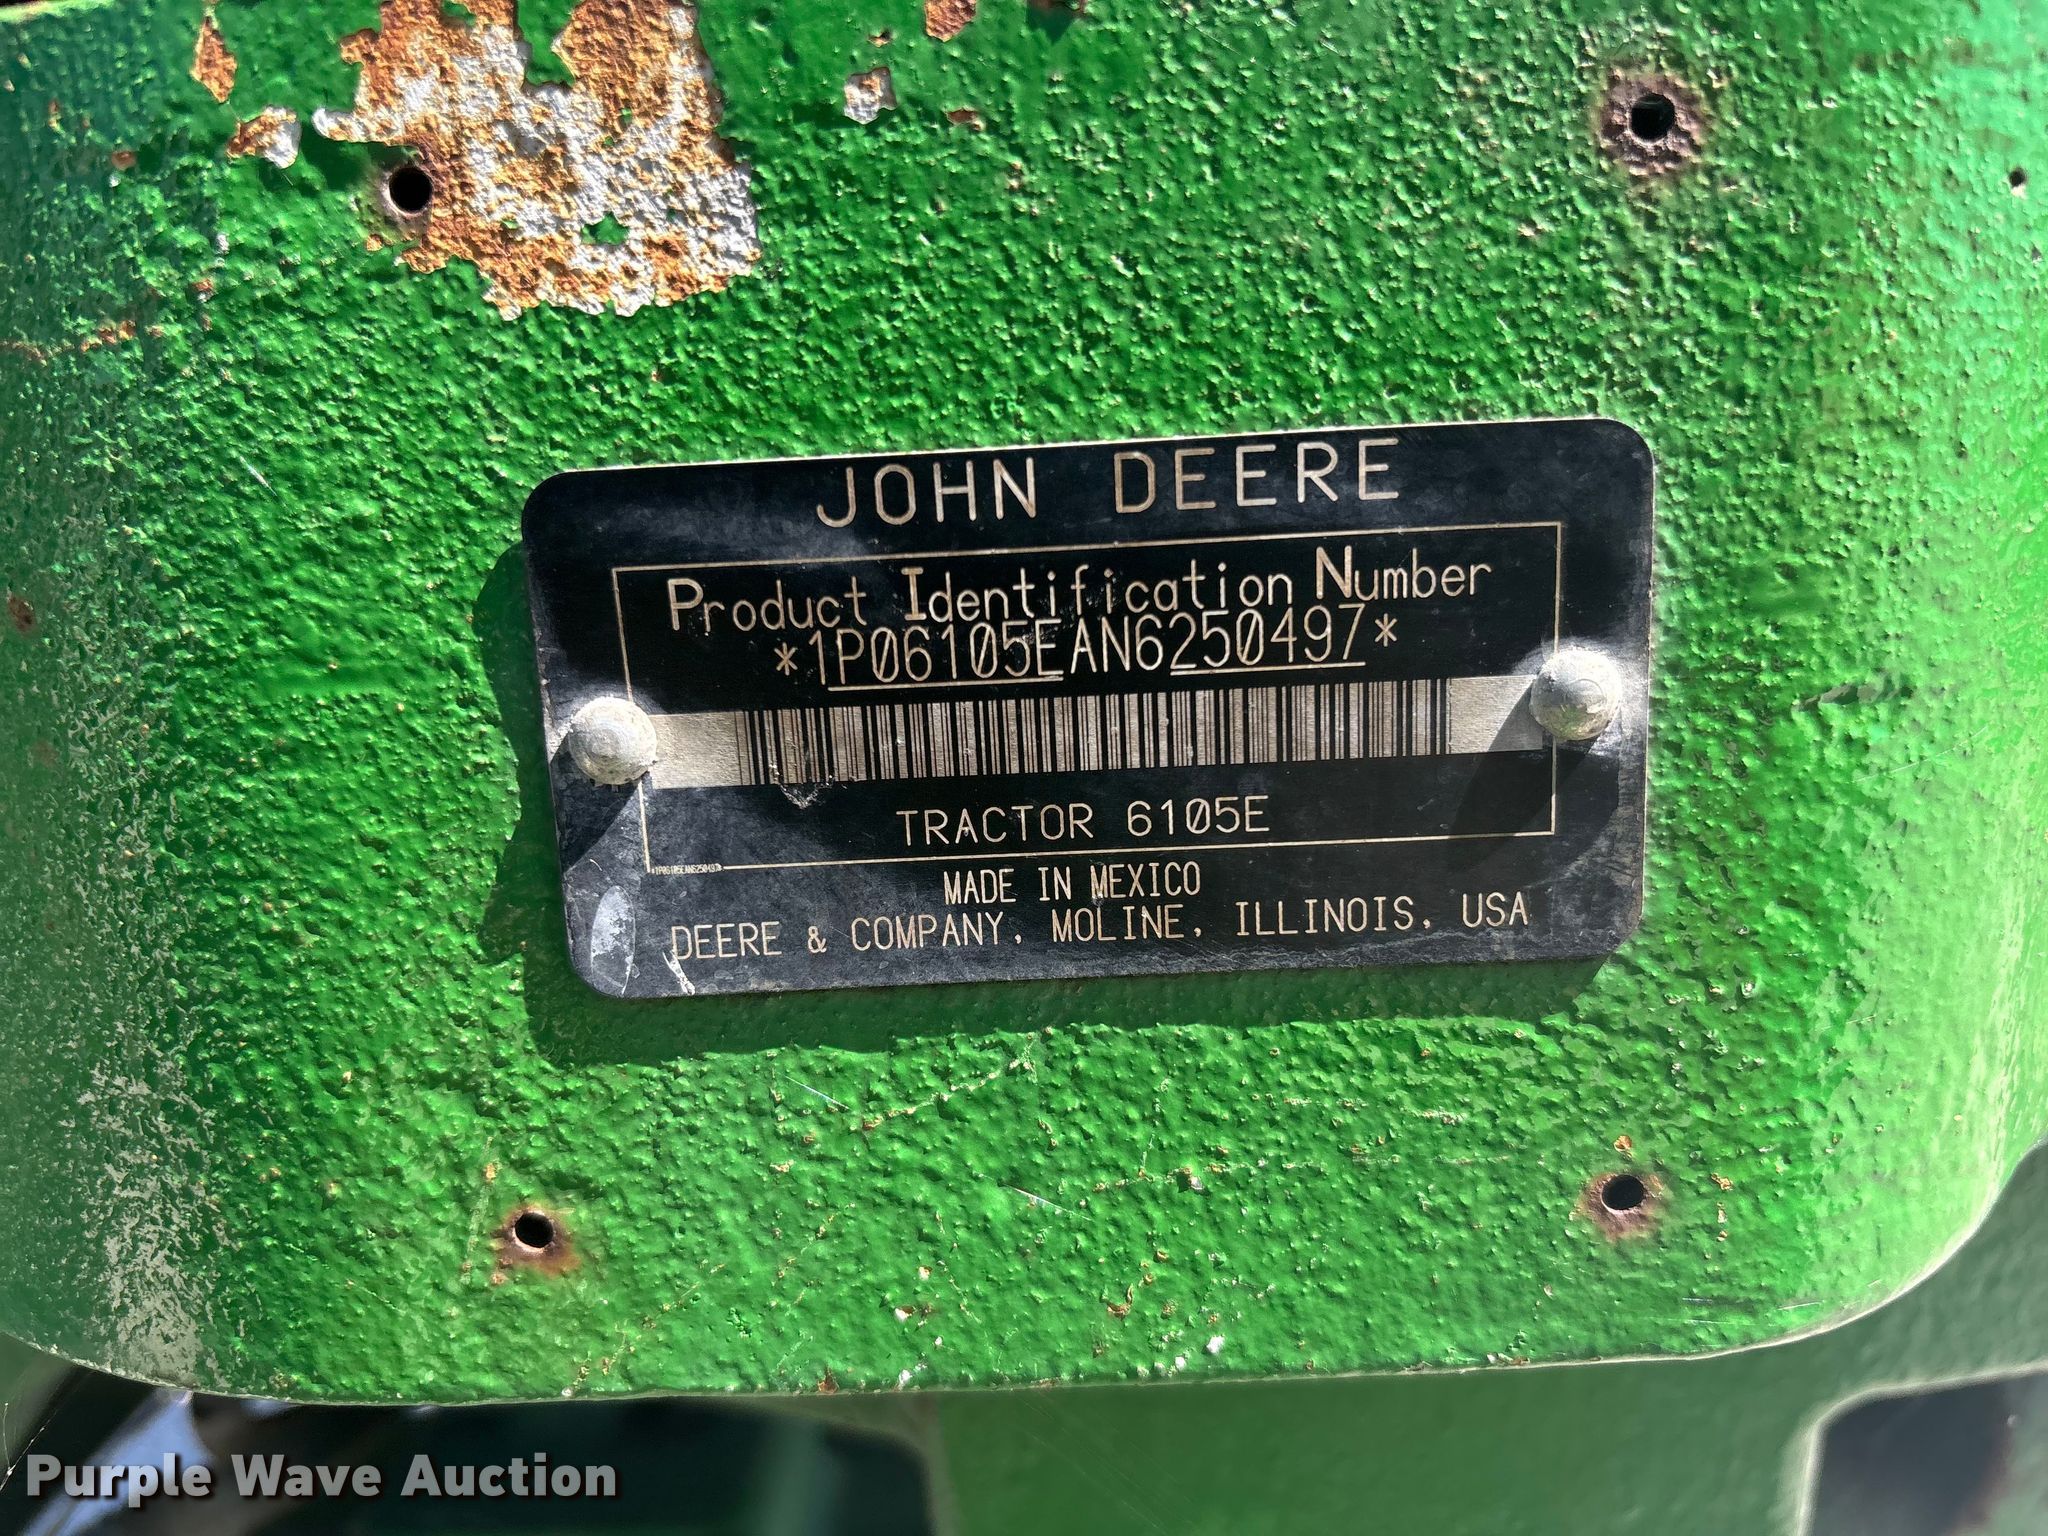 JOHN DEERE
Product Identification Number
*1P06105EAN6250497*
TRACTOR 6105E
*1P06105EAN6250497*
MADE IN MEXICO
DEERE & COMPANY, MOLINE, ILLINOIS, USA
Purple Wave Auction